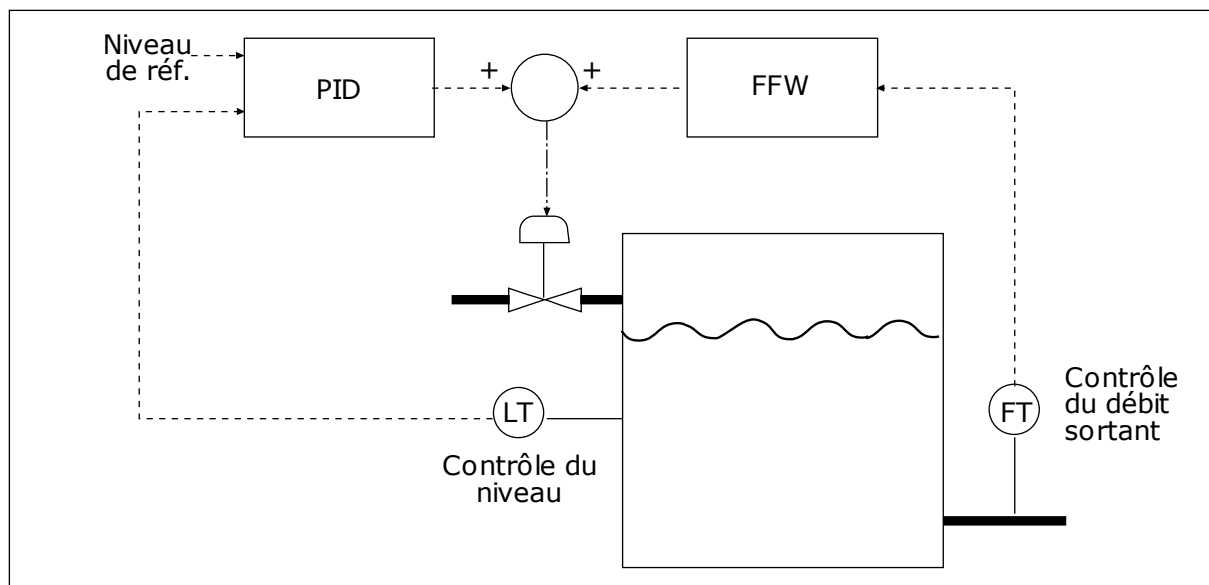 Niveau
de réf.
PID
+
+
FFW
LT
Contrôle du
niveau
FT
Contrôle
du débit
sortant